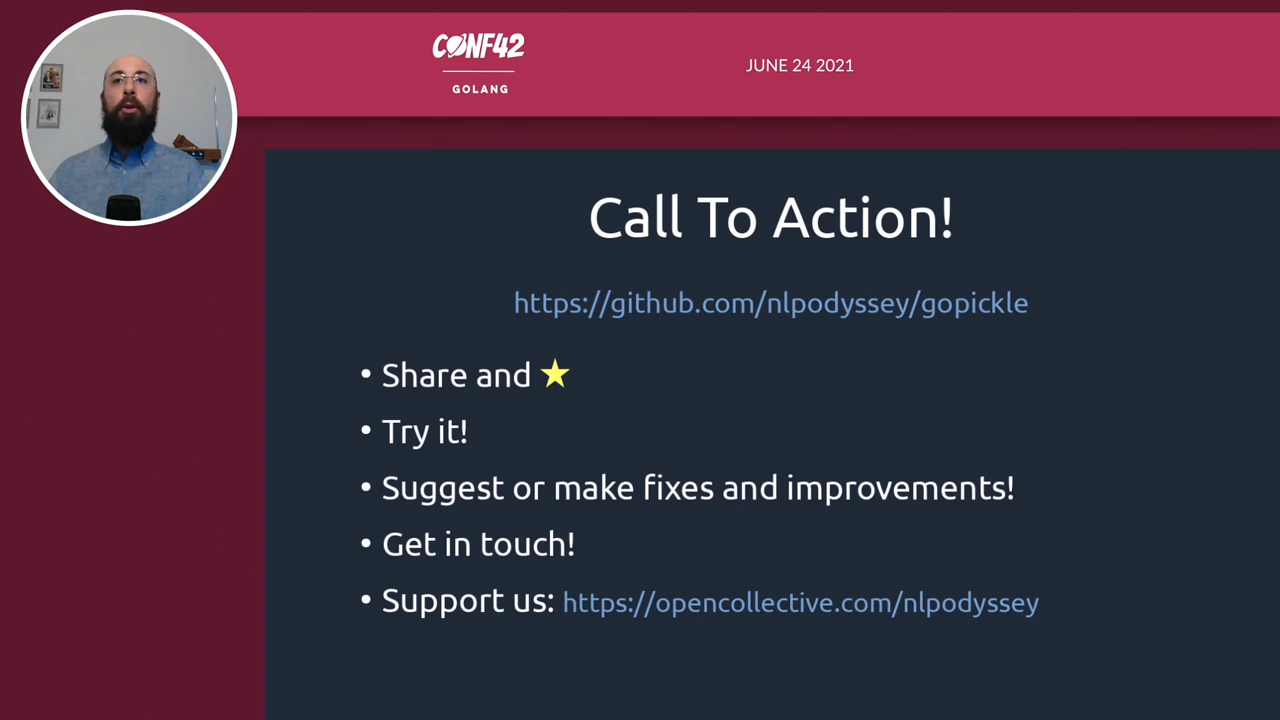 CONF42
GOLANG
JUNE 24 2021
Call To Action!
https://github.com/nlpodyssey/gopickle
• Share and ★
• Try it!
• Suggest or make fixes and improvements!
• Get in touch!
• Support us: https://opencollective.com/nlpodyssey